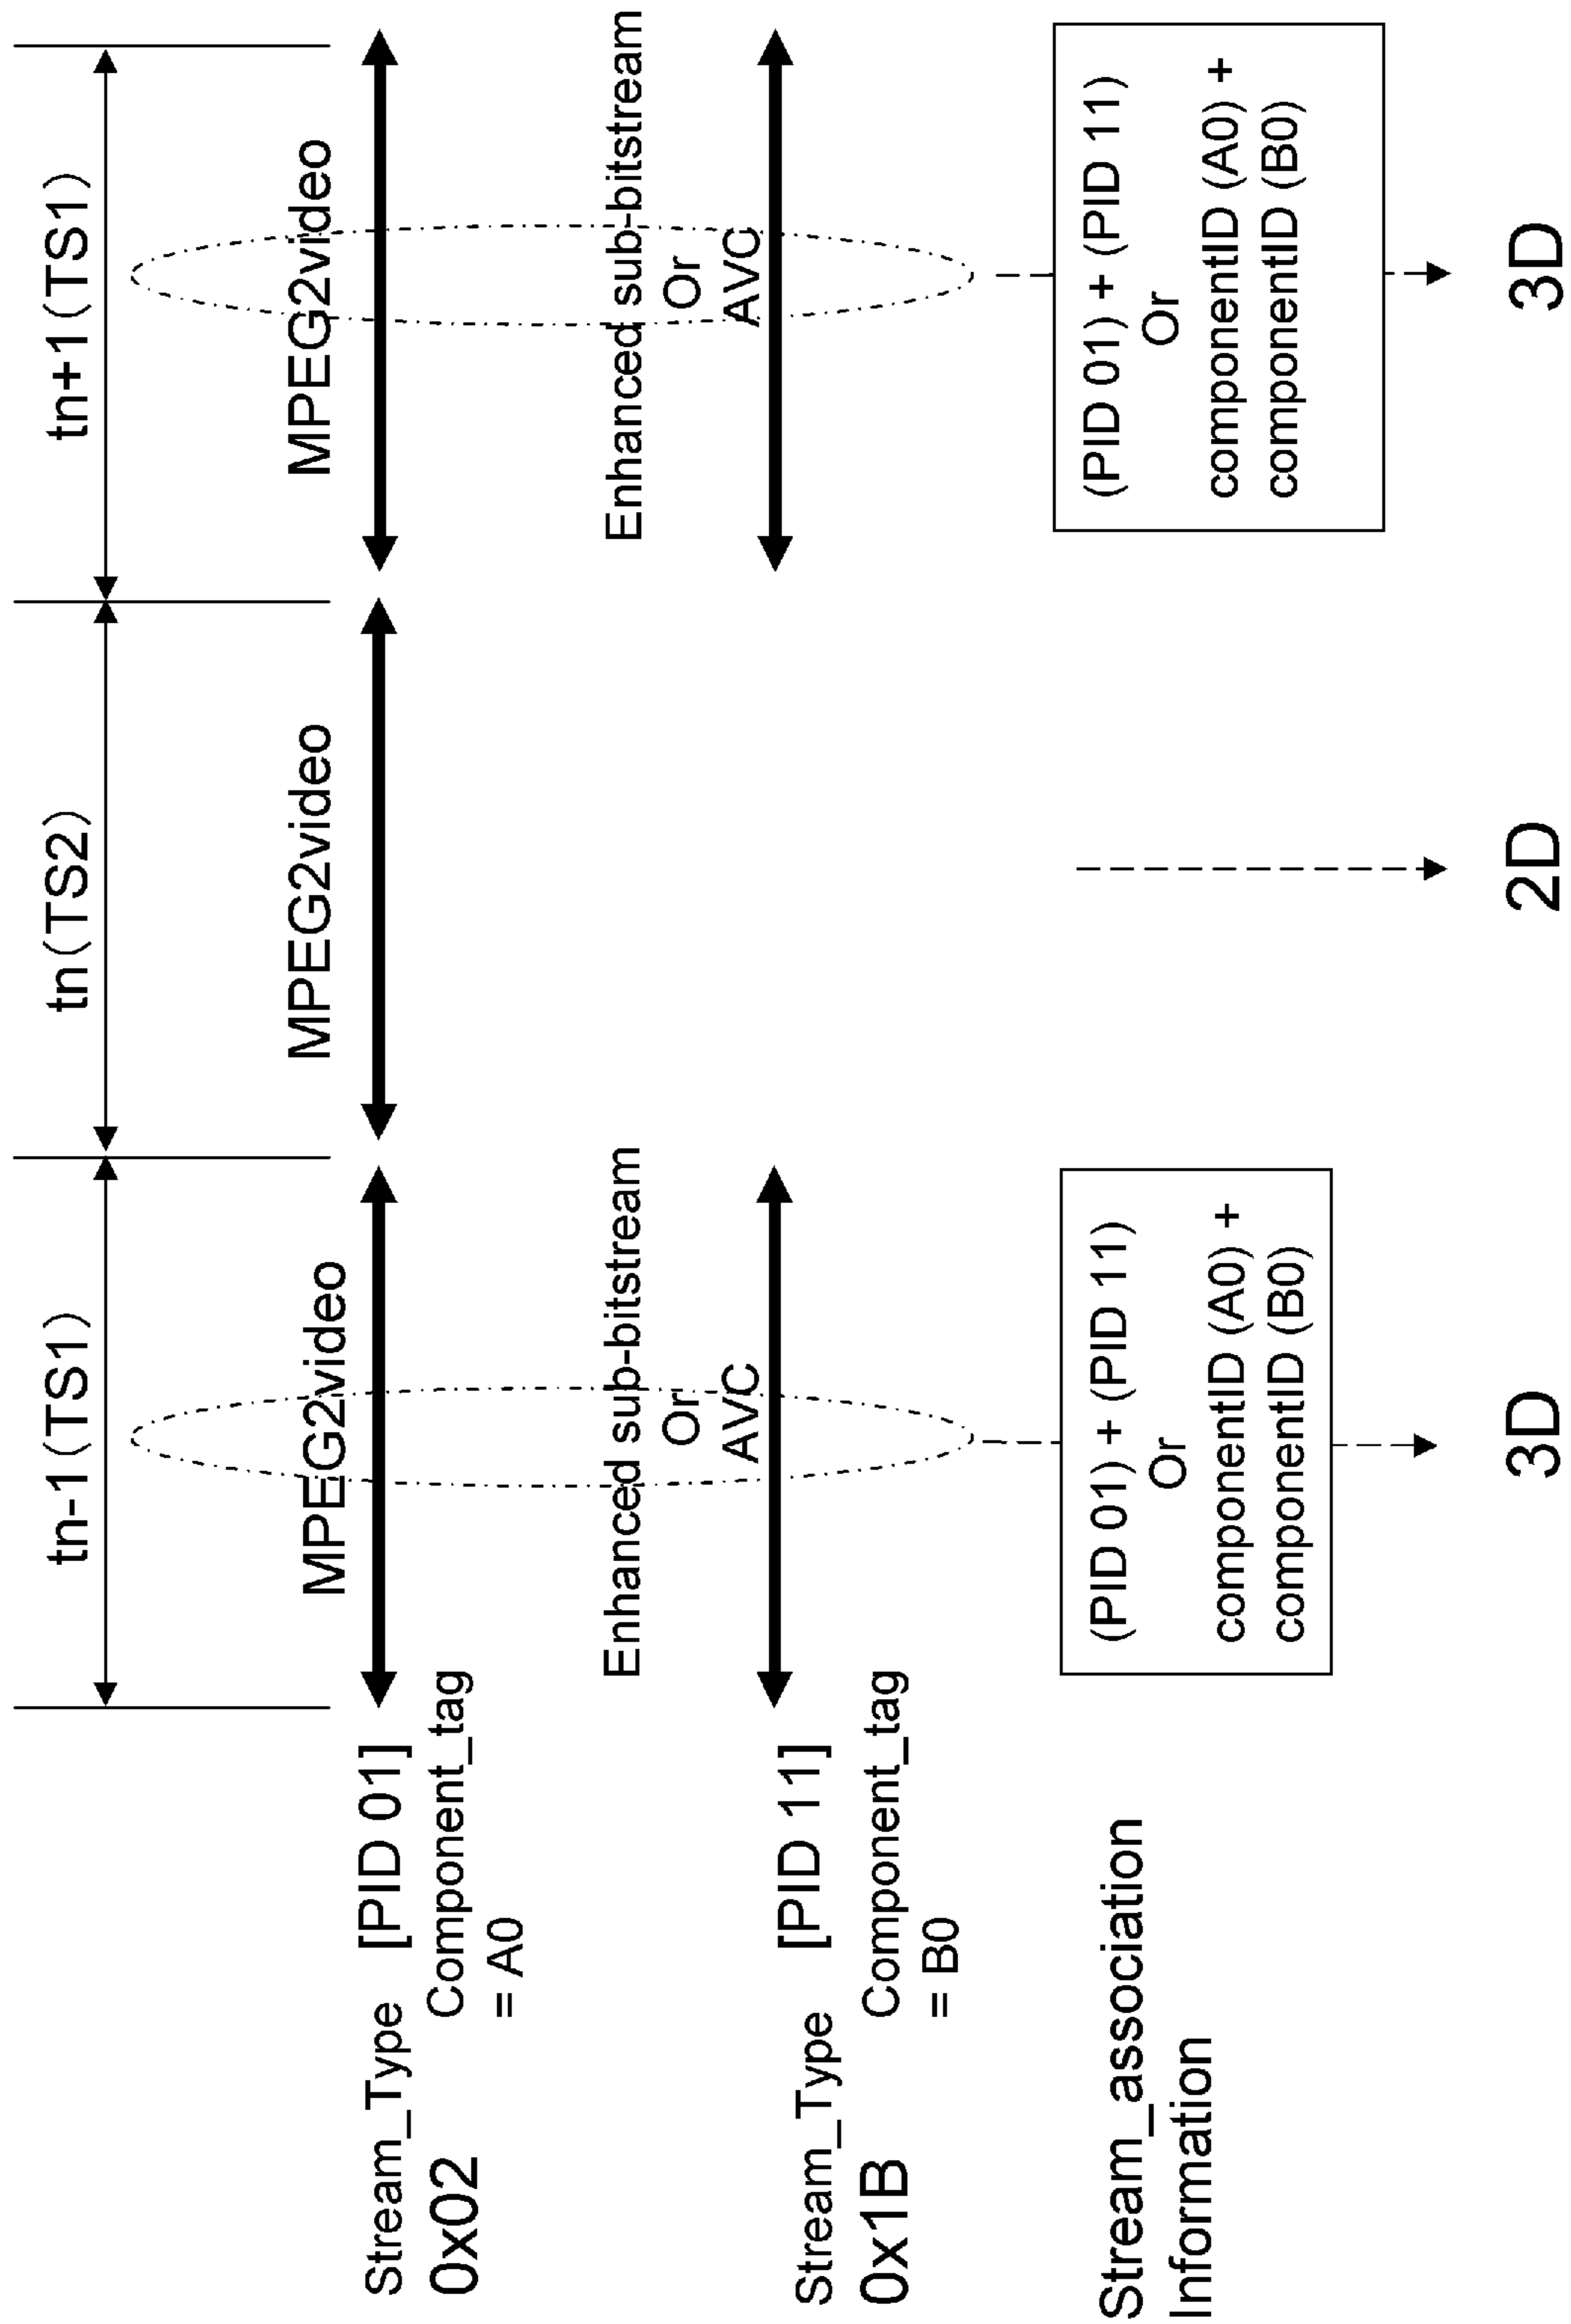 tn-1(TS1)
tn(TS2)
tn+1(TS1)
MPEG2video
MPEG2video
MPEG2video
Stream_Type
0x02
[PID 01]
Component_tag
= A0
Enhanced sub-bitstream
Or
AVC
Enhanced sub-bitstream
Or
AVC
Stream_Type
0x1B
[PID 11]
Component_tag
= B0
Stream_association
Information
(PID 01) + (PID 11)
Or
componentID (A0) +
componentID (B0)
(PID 01) + (PID 11)
Or
componentID (A0) +
componentID (B0)
3D
2D
3D